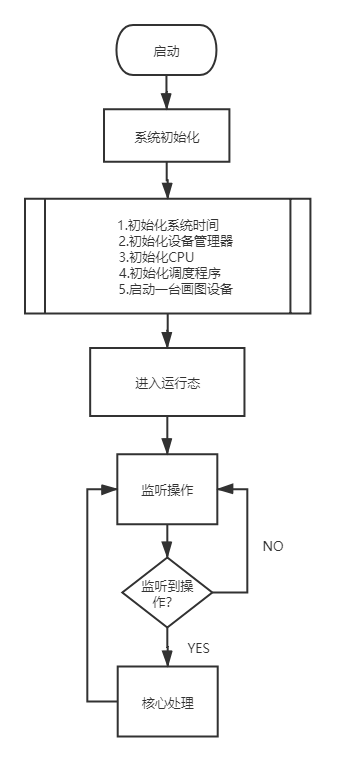 启动
系统初始化
1.初始化系统时间
2.初始化设备管理器
3.初始化CPU
4.初始化调度程序
5.启动一台画图设备
进入运行态
监听操作
NO
监听到操
作?
YES
核心处理